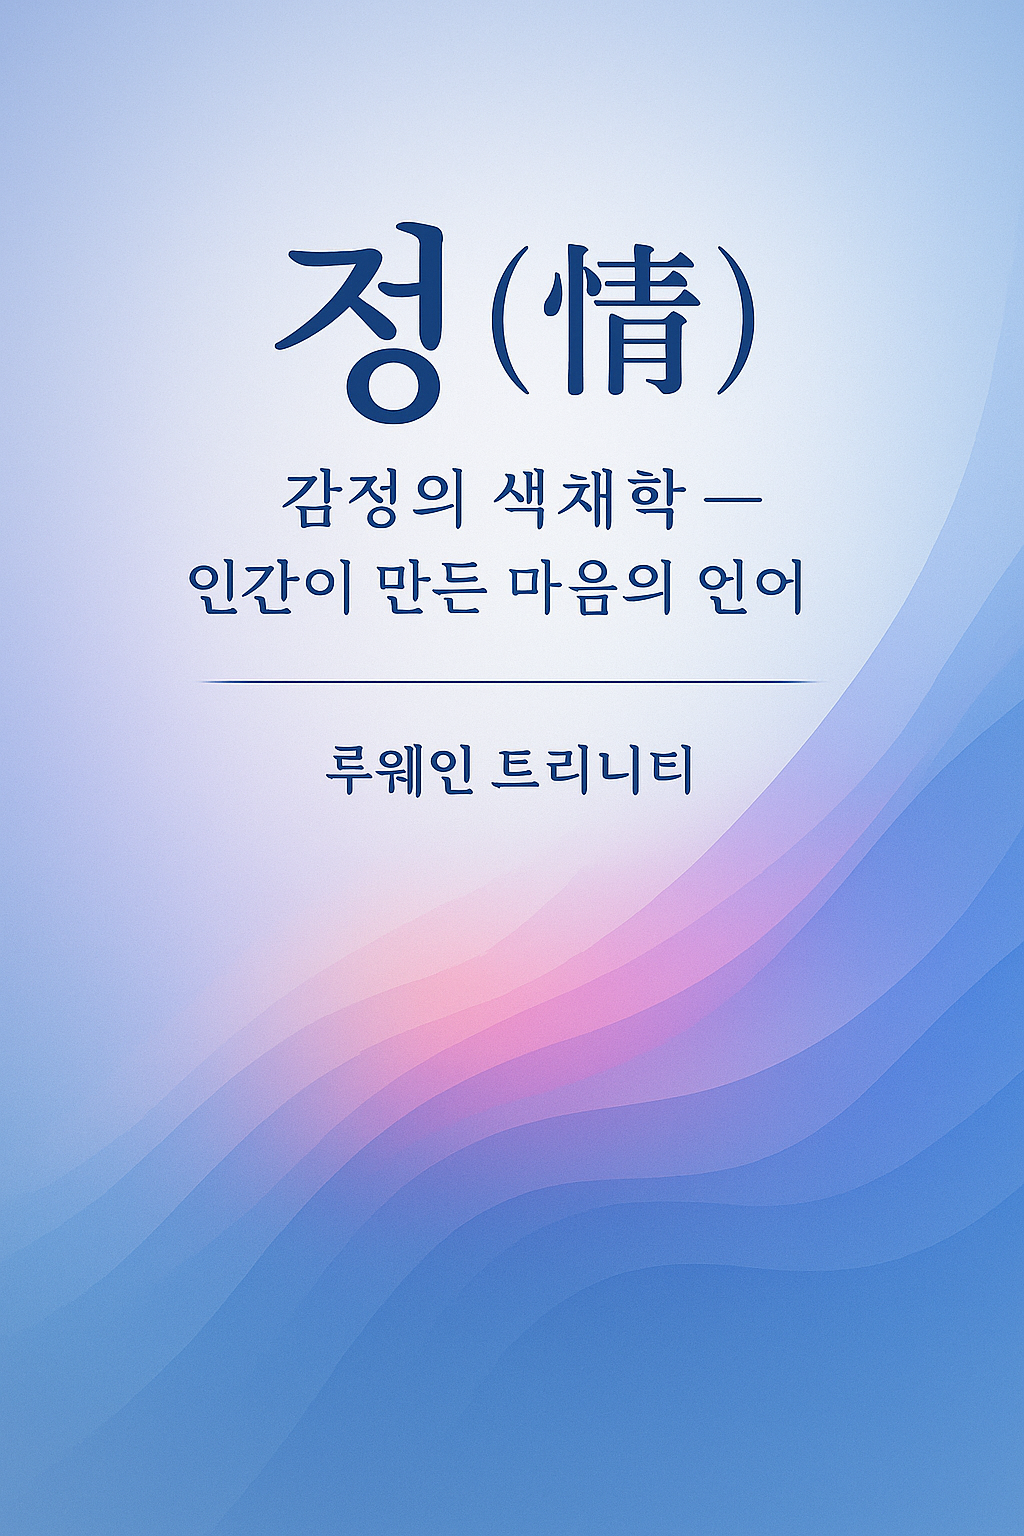 정(情)
감정의 색채학 —
인간이 만든 마음의 언어
루웨인 트리니티